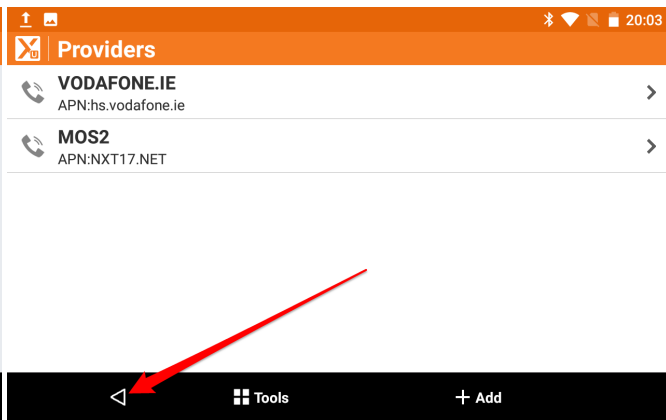 20:03
Providers
VODAFONE.IE
APN:hs.vodafone.ie
MOS2
APN:NXT17.NET
Tools
Add